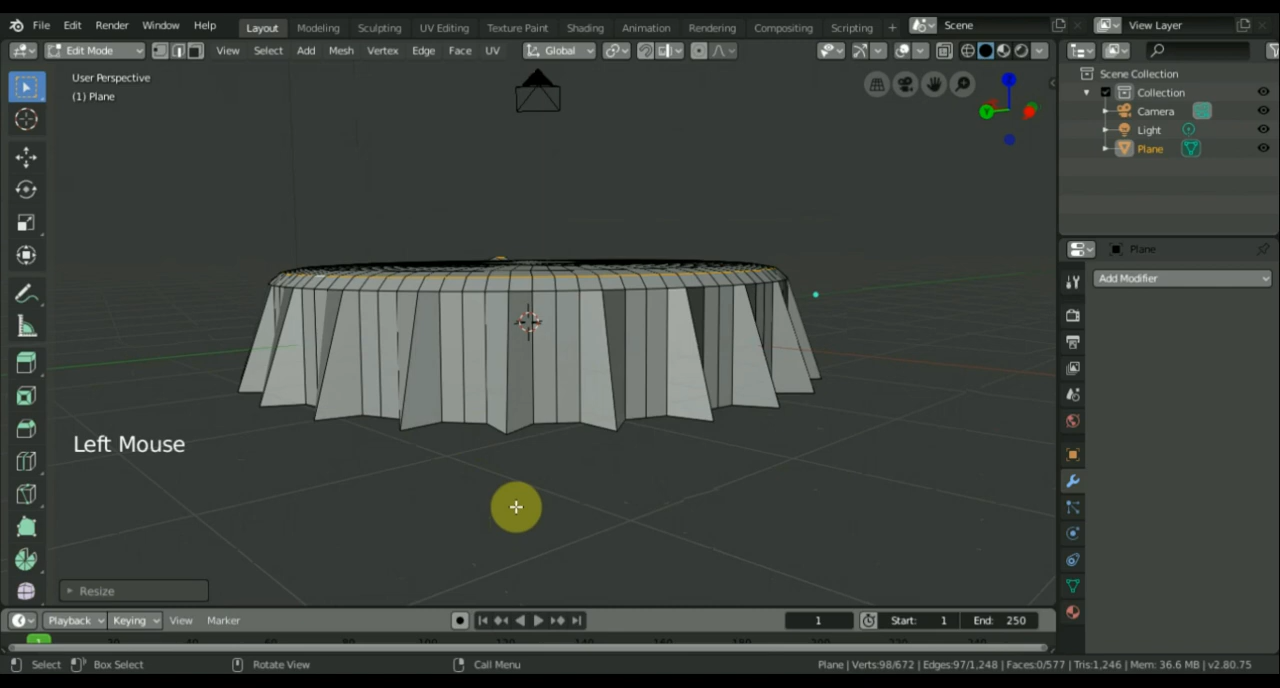 File Edit Render Window Help Layout Modeling Sculpting UV Editing Texture Paint Shading Animation Rendering Compositing Scripting + Scene View Layer
Edit Mode View Select Add Mesh Vertex Edge Face UV Global
User Perspective
(1) Plane
Scene Collection
Collection
Camera
Light
Plane
Plane
Add Modifier
Left Mouse
Resize
Playback Keying View Marker 1 Start: 1 End: 250
1
Select Box Select Rotate View Call Menu Plane | Verts:98/672 | Edges:97/1,248 | Faces:0/577 | Tris:1,246 | Mem: 36.6 MB | v2.80.75